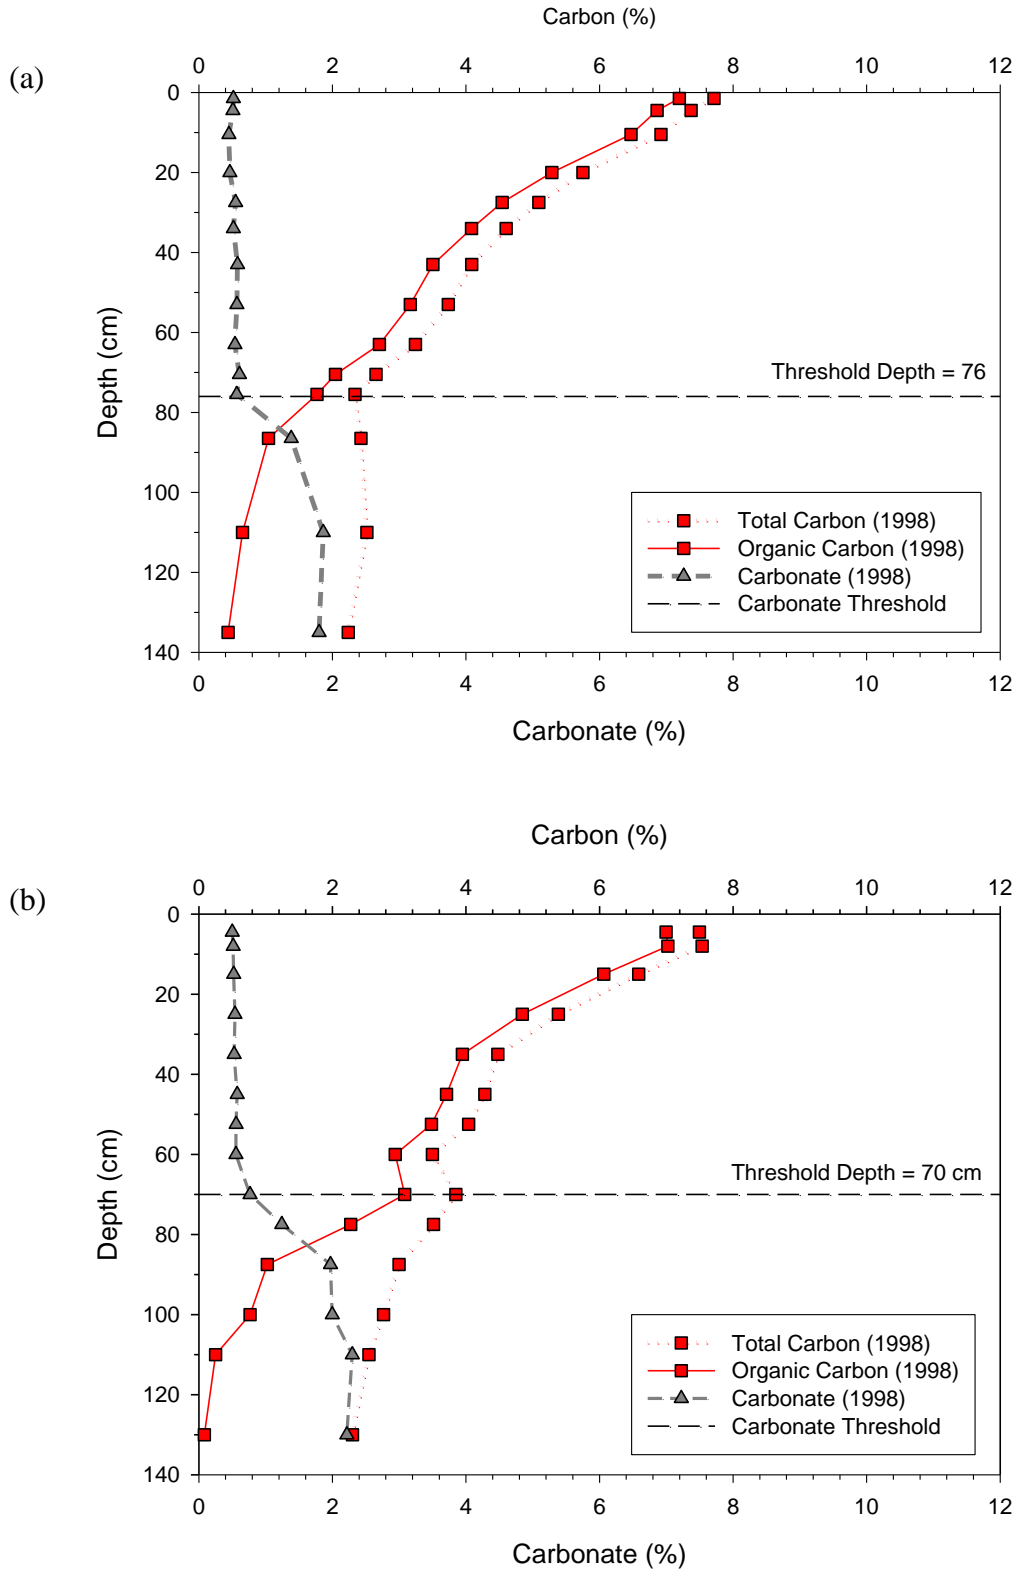 Carbon (%)
(a)
0 2 4 6 8 10 12
0
20
40
60
80
100
120
140
Depth (cm)
Threshold Depth = 76
Total Carbon (1998)
Organic Carbon (1998)
Carbonate (1998)
Carbonate Threshold
0 2 4 6 8 10 12
Carbonate (%)
Carbon (%)
(b)
0 2 4 6 8 10 12
0
20
40
60
80
100
120
140
Depth (cm)
Threshold Depth = 70 cm
Total Carbon (1998)
Organic Carbon (1998)
Carbonate (1998)
Carbonate Threshold
0 2 4 6 8 10 12
Carbonate (%)